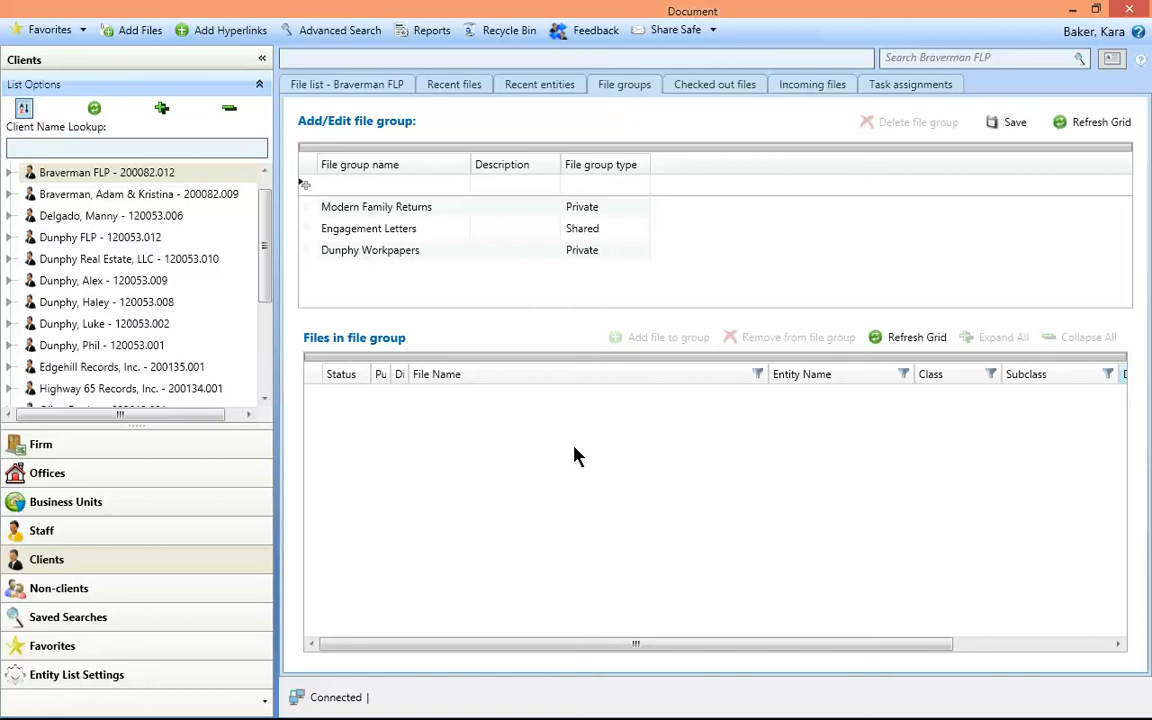 Document
Favorites Add Files Add Hyperlinks Advanced Search Reports Recycle Bin Feedback Share Safe Baker, Kara
Clients
Search Braverman FLP
List Options
File list - Braverman FLP Recent files Recent entities File groups Checked out files Incoming files Task assignments
Client Name Lookup:
Add/Edit file group: Delete file group Save Refresh Grid
File group name Description File group type
Modern Family Returns Private
Engagement Letters Shared
Dunphy Workpapers Private
Braverman FLP - 200082.012
Braverman, Adam & Kristina - 200082.009
Delgado, Manny - 120053.006
Dunphy FLP - 120053.012
Dunphy Real Estate, LLC - 120053.010
Dunphy, Alex - 120053.009
Dunphy, Haley - 120053.008
Dunphy, Luke - 120053.002
Dunphy, Phil - 120053.001
Edgehill Records, Inc. - 200135.001
Highway 65 Records, Inc. - 200134.001
Files in file group Add file to group Remove from file group Refresh Grid Expand All Collapse All
Status Pu Di File Name Entity Name Class Subclass
Firm
Offices
Business Units
Staff
Clients
Non-clients
Saved Searches
Favorites
Entity List Settings
Connected |